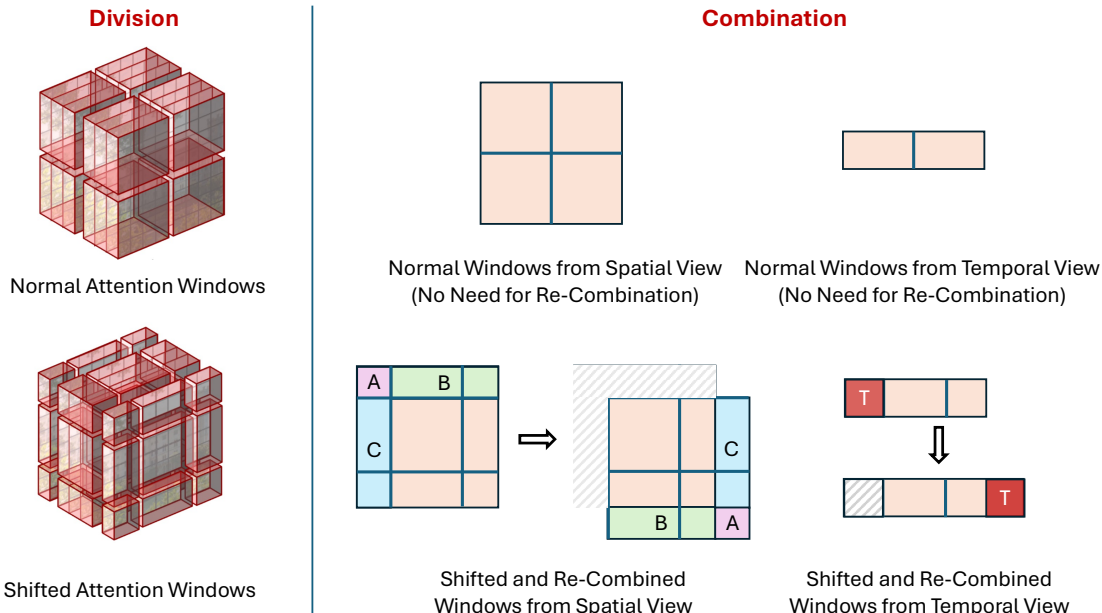 Division
Combination
Normal Attention Windows
Normal Windows from Spatial View
(No Need for Re-Combination)
Normal Windows from Temporal View
(No Need for Re-Combination)
A
B
C
C
B
A
T
T
Shifted Attention Windows
Shifted and Re-Combined
Windows from Spatial View
Shifted and Re-Combined
Windows from Temporal View